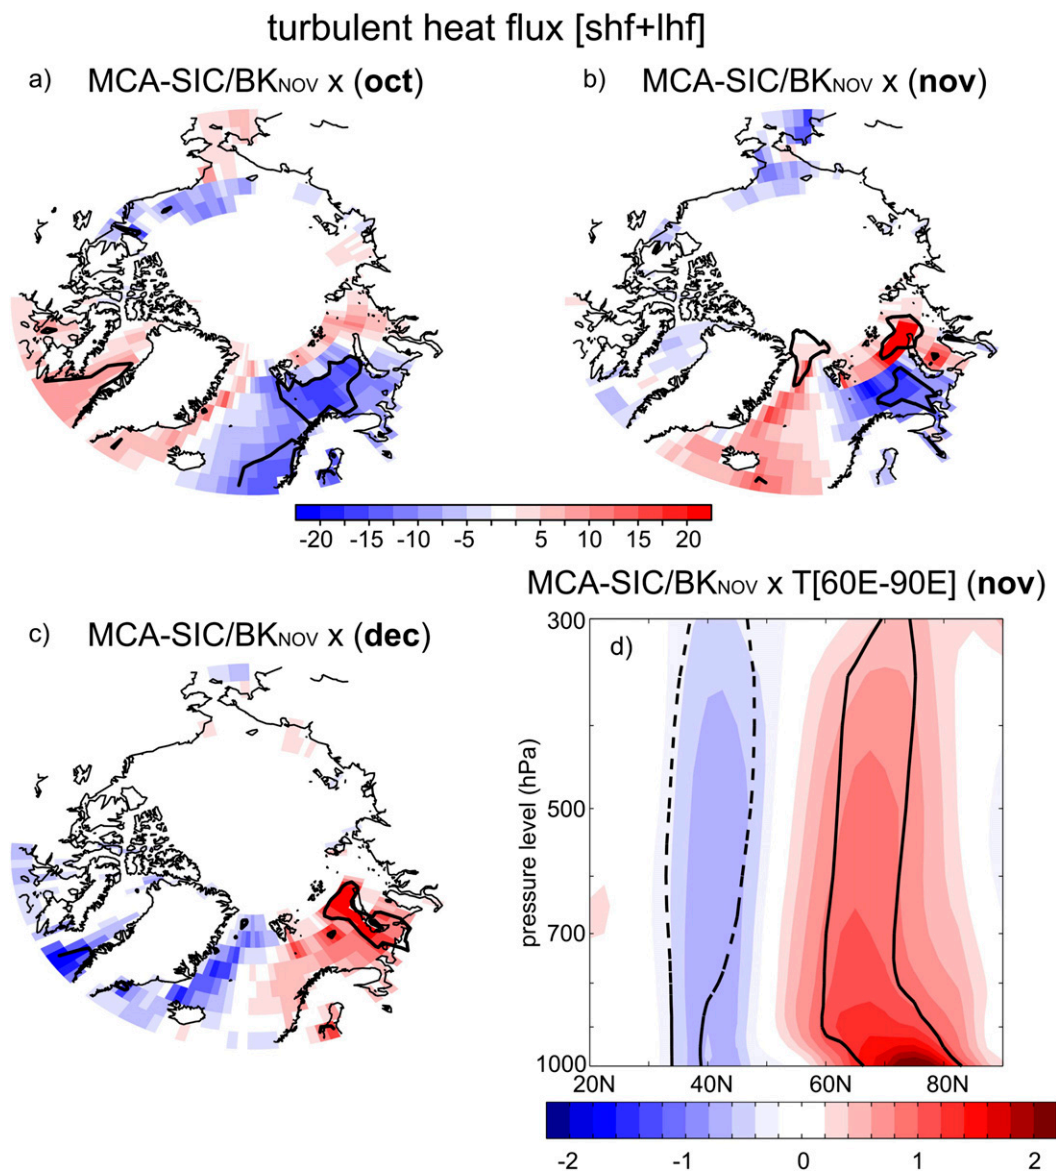 turbulent heat flux [shf+lhf]
a) MCA-SIC/BKNOV x (oct)
b) MCA-SIC/BKNOV x (nov)
-20 -15 -10 -5 5 10 15 20
MCA-SIC/BKNOV x T[60E-90E] (nov)
c) MCA-SIC/BKNOV x (dec)
d)
300
500
700
1000
pressure level (hPa)
20N 40N 60N 80N
-2 -1 0 1 2